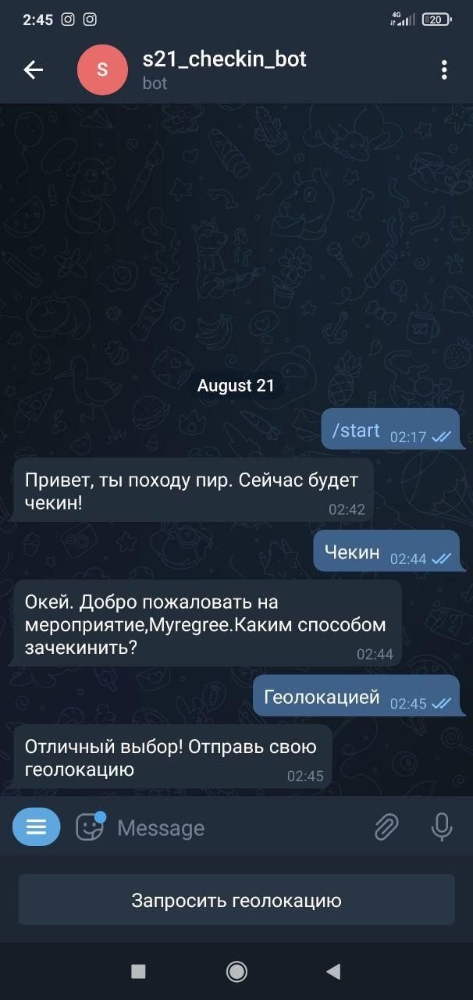 2:45
4G
20
S
s21_checkin_bot
bot
August 21
/start 02:17
Привет, ты походу пир. Сейчас будет
чекин!
02:42
Чекин 02:44
Окей. Добро пожаловать на
мероприятие,Myregree.Каким способом
зачекинить?
02:44
Геолокацией 02:45
Отличный выбор! Отправь свою
геолокацию
02:45
Message
Запросить геолокацию